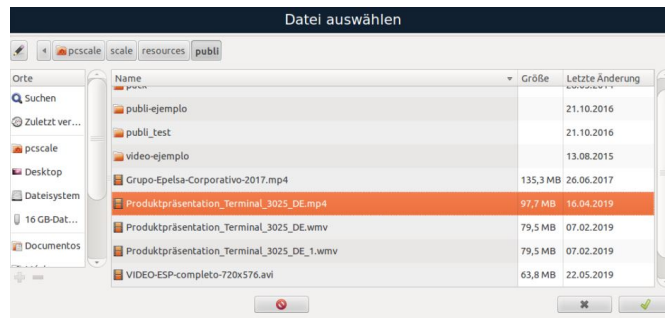 Datei auswählen
pcscale scale resources publi
Orte
Suchen
Zuletzt ver...
pcscale
Desktop
Dateisystem
16 GB-Dat...
Documentos
Name Größe Letzte Änderung
publi-ejemplo 21.10.2016
publi_test 21.10.2016
video-ejemplo 13.08.2015
Grupo-Epelsa-Corporativo-2017.mp4 135,3 MB 26.06.2017
Produktpräsentation_Terminal_3025_DE.mp4 97,7 MB 16.04.2019
Produktpräsentation_Terminal_3025_DE.wmv 79,5 MB 07.02.2019
Produktpräsentation_Terminal_3025_DE_1.wmv 79,5 MB 07.02.2019
VIDEO-ESP-completo-720x576.avi 63,8 MB 22.05.2019